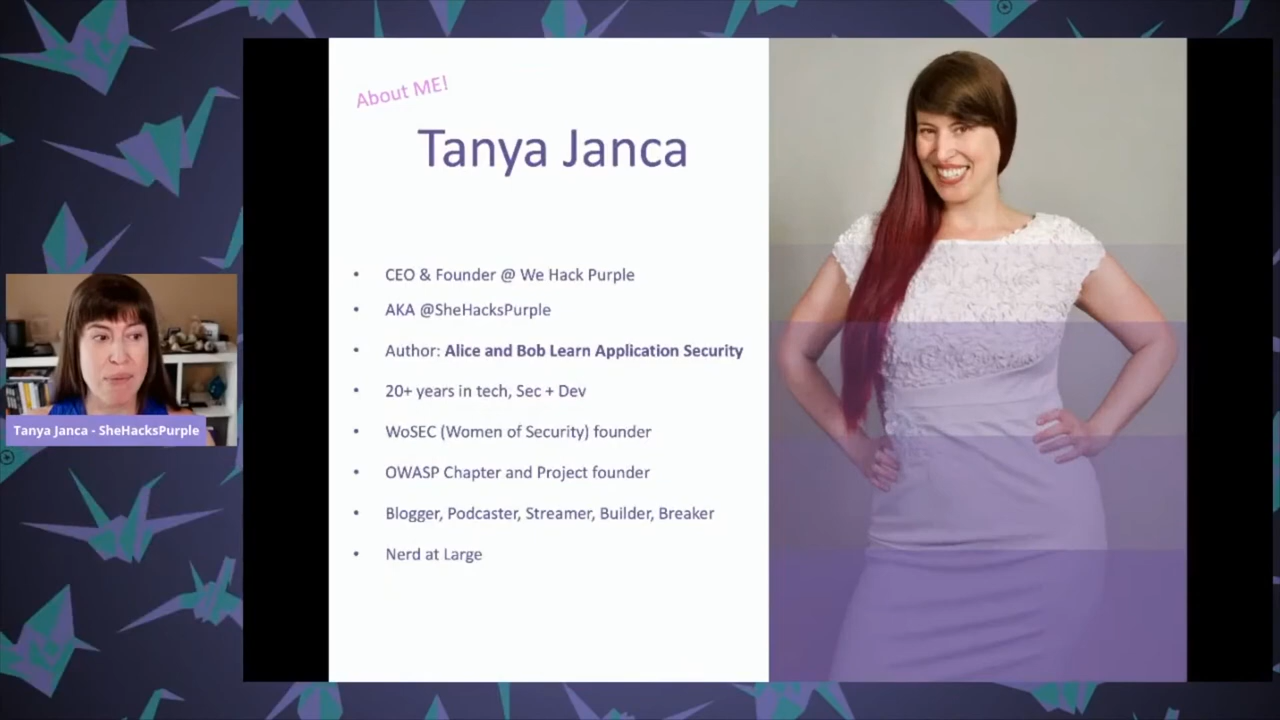 About ME!
Tanya Janca
• CEO & Founder @ We Hack Purple
• AKA @SheHacksPurple
• Author: Alice and Bob Learn Application Security
• 20+ years in tech, Sec + Dev
• WoSEC (Women of Security) founder
• OWASP Chapter and Project founder
• Blogger, Podcaster, Streamer, Builder, Breaker
• Nerd at Large
Tanya Janca - SheHacksPurple